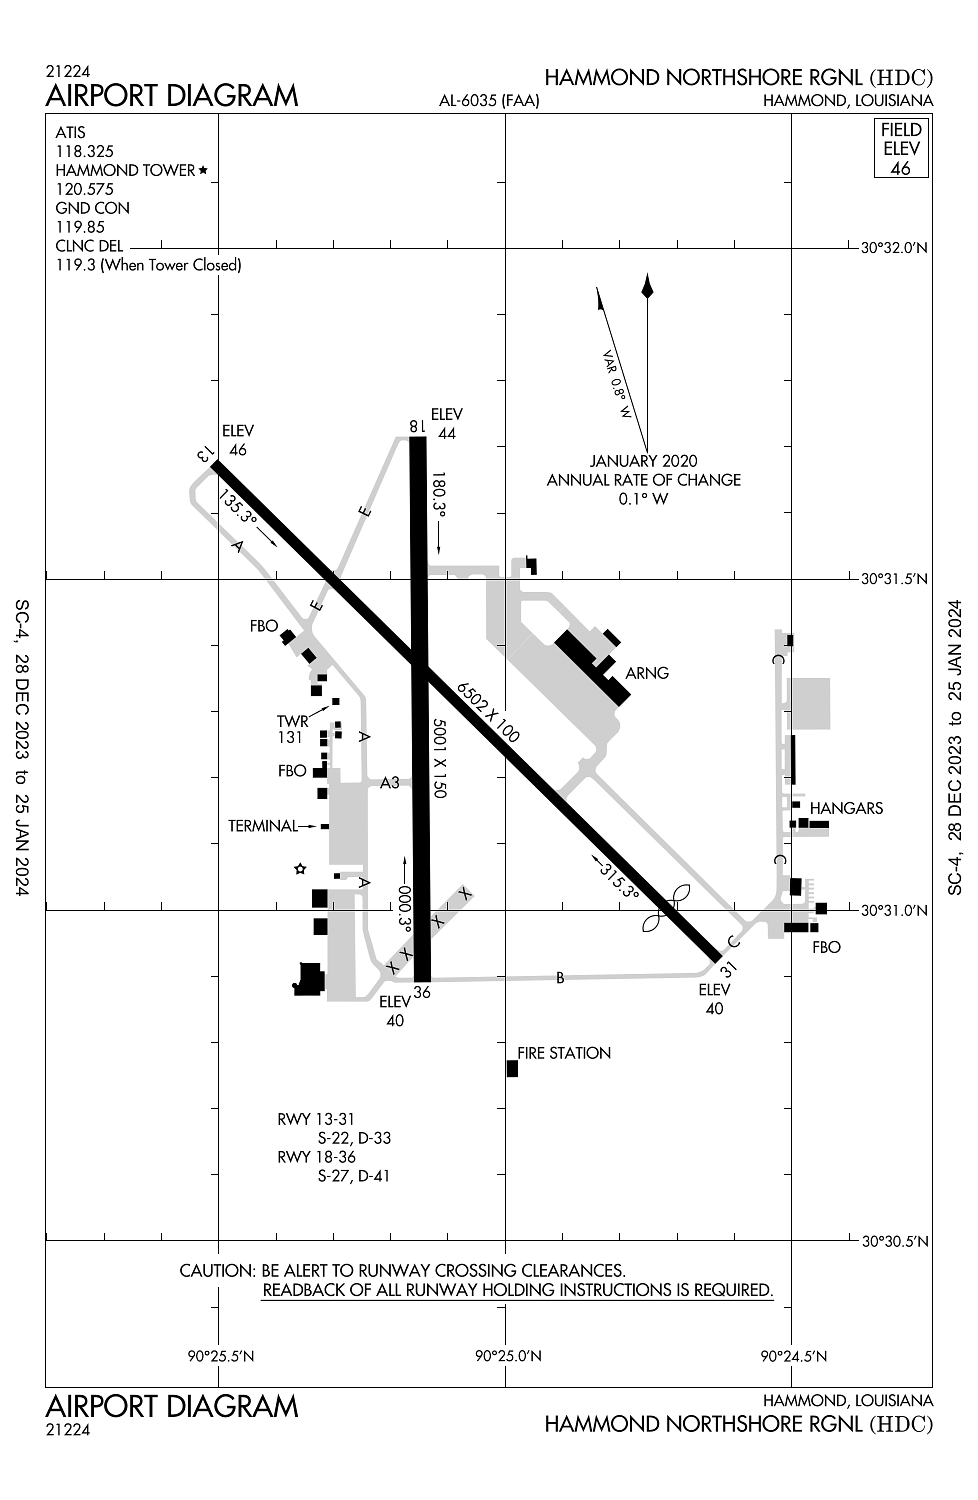 21224
AIRPORT DIAGRAM
AL-6035 (FAA)
HAMMOND NORTHSHORE RGNL (HDC)
HAMMOND, LOUISIANA
ATIS
118.325
HAMMOND TOWER★
120.575
GND CON
119.85
CLNC DEL
119.3 (When Tower Closed)
FIELD
ELEV
46
30°32.0'N
VAR 0.8° W
JANUARY 2020
ANNUAL RATE OF CHANGE
0.1° W
ELEV
44
18
ELEV
46
13
135.3°
180.3°
E
A
30°31.5'N
E
FBO
ARNG
C
6502 X 100
TWR
131
A
5001 X 150
FBO
A3
HANGARS
TERMINAL
C
315.3°
A
000.3°
X
X
X
X
30°31.0'N
FBO
C
31
B
ELEV
40
36
ELEV
40
FIRE STATION
RWY 13-31
S-22, D-33
RWY 18-36
S-27, D-41
30°30.5'N
CAUTION: BE ALERT TO RUNWAY CROSSING CLEARANCES.
READBACK OF ALL RUNWAY HOLDING INSTRUCTIONS IS REQUIRED.
90°25.5'N
90°25.0'N
90°24.5'N
AIRPORT DIAGRAM
21224
HAMMOND, LOUISIANA
HAMMOND NORTHSHORE RGNL (HDC)
SC-4, 28 DEC 2023 to 25 JAN 2024
SC-4, 28 DEC 2023 to 25 JAN 2024